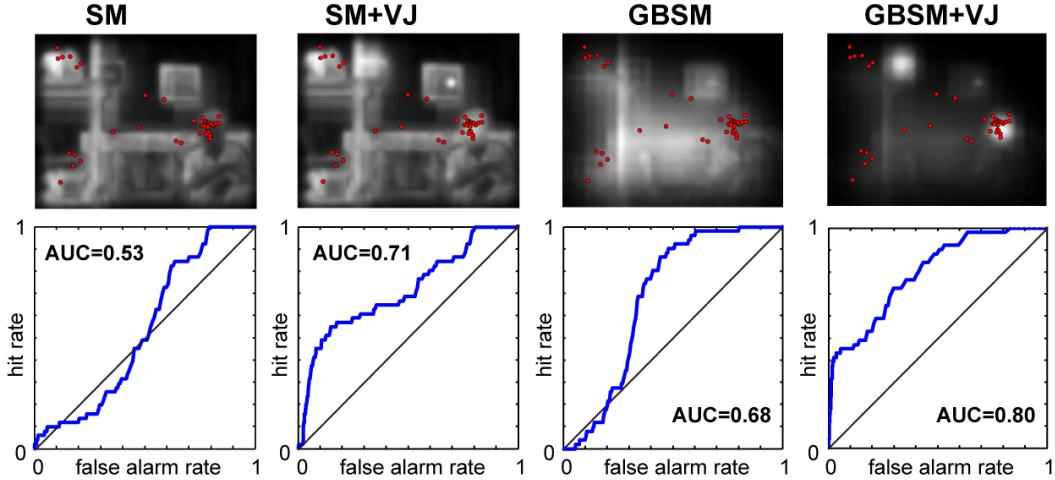 SM SM+VJ GBSM GBSM+VJ
1 1 1 1
AUC=0.53 AUC=0.71 AUC=0.68 AUC=0.80
hit rate hit rate hit rate hit rate
0 0 0 0
0 1 0 1 0 1 0 1
false alarm rate false alarm rate false alarm rate false alarm rate